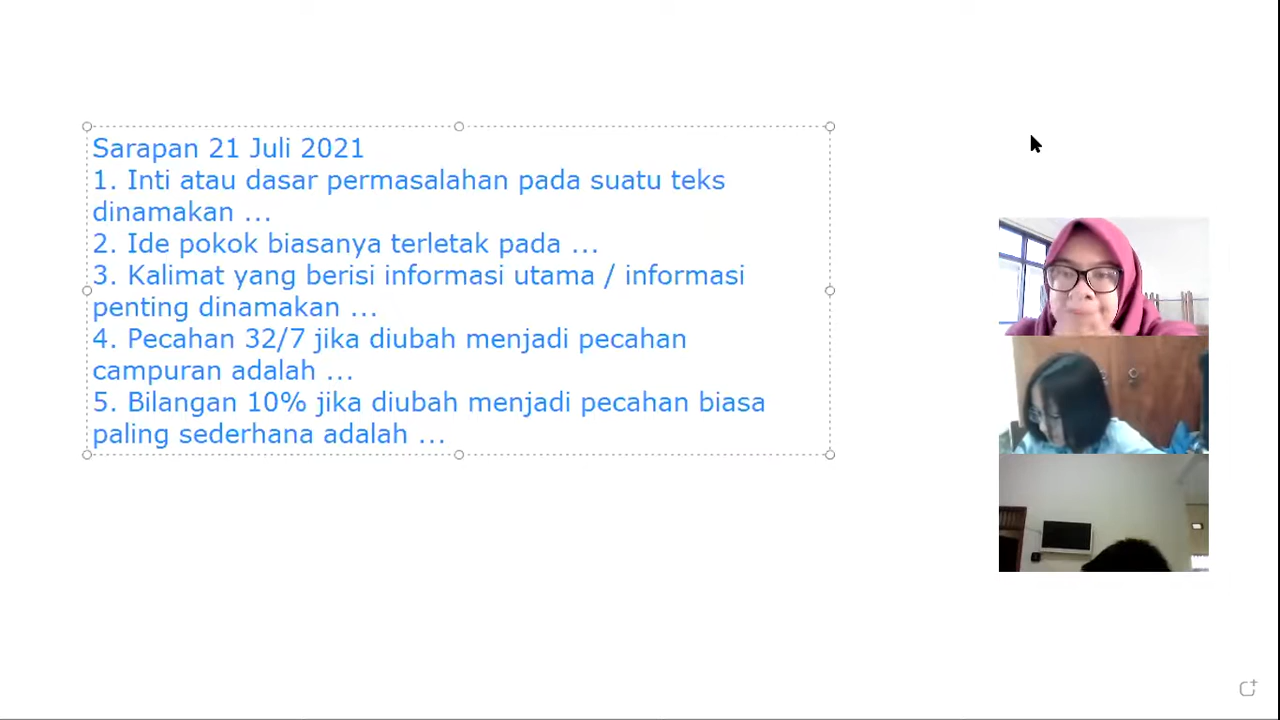 Sarapan 21 Juli 2021
1. Inti atau dasar permasalahan pada suatu teks
dinamakan ...
2. Ide pokok biasanya terletak pada ...
3. Kalimat yang berisi informasi utama / informasi
penting dinamakan ...
4. Pecahan 32/7 jika diubah menjadi pecahan
campuran adalah ...
5. Bilangan 10% jika diubah menjadi pecahan biasa
paling sederhana adalah ...